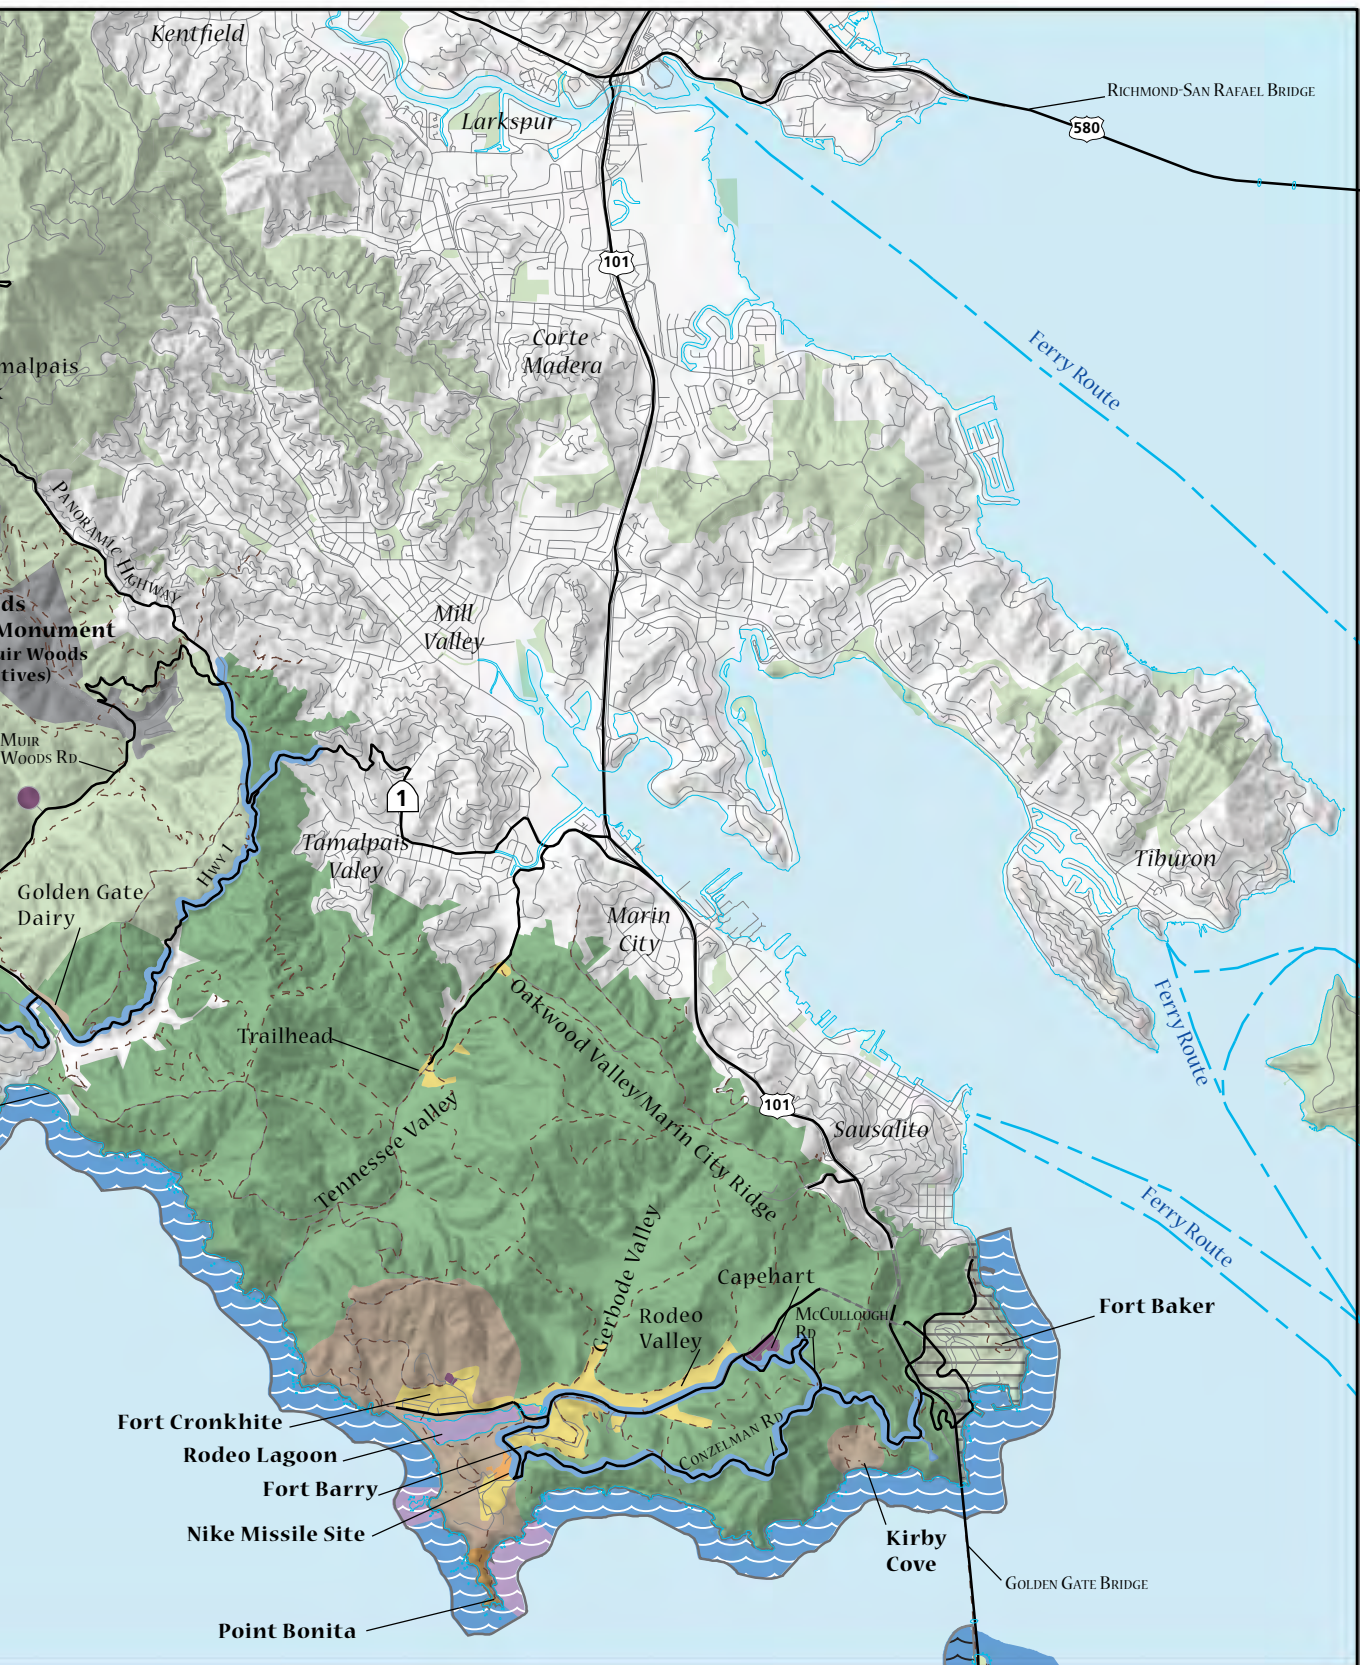 Kentfield
Richmond-San Rafael Bridge
580
Larkspur
101
Corte
Madera
Ferry Route
malpais
Panoramic Hghway
ds
Monument
uir Woods
tives)
Mill
Valley
Muir
Woods Rd
1
Tamalpais
Valey
Hwy 1
Tiburon
Golden Gate
Dairy
Marin
City
Oakwood Valley/Marin City Ridge
Ferry Route
Trailhead
Tennessee Valley
101
Sausalito
Ferry Route
Gerbode Valley
Capehart
Rodeo
Valley
McCullough
Rd
Fort Baker
Fort Cronkhite
Conzelman Rd
Rodeo Lagoon
Fort Barry
Nike Missile Site
Kirby
Cove
Golden Gate Bridge
Point Bonita